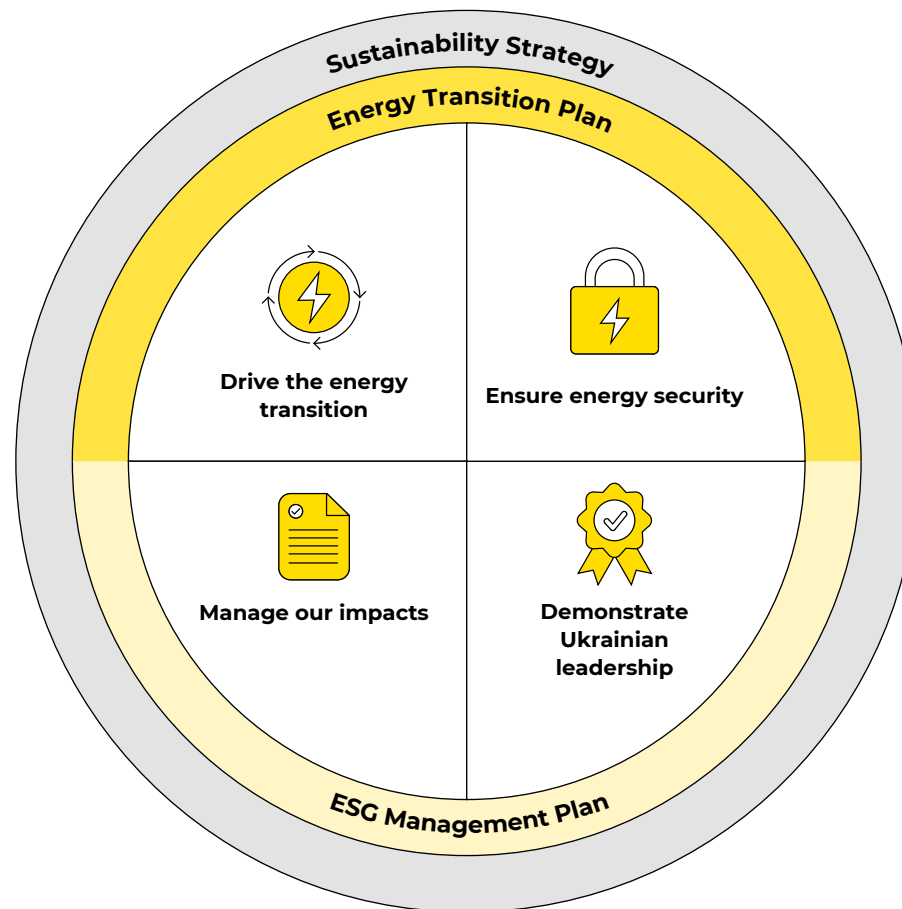 Sustainability Strategy
Energy Transition Plan
Drive the energy
transition
Ensure energy security
Manage our impacts
Demonstrate
Ukrainian
leadership
ESG Management Plan